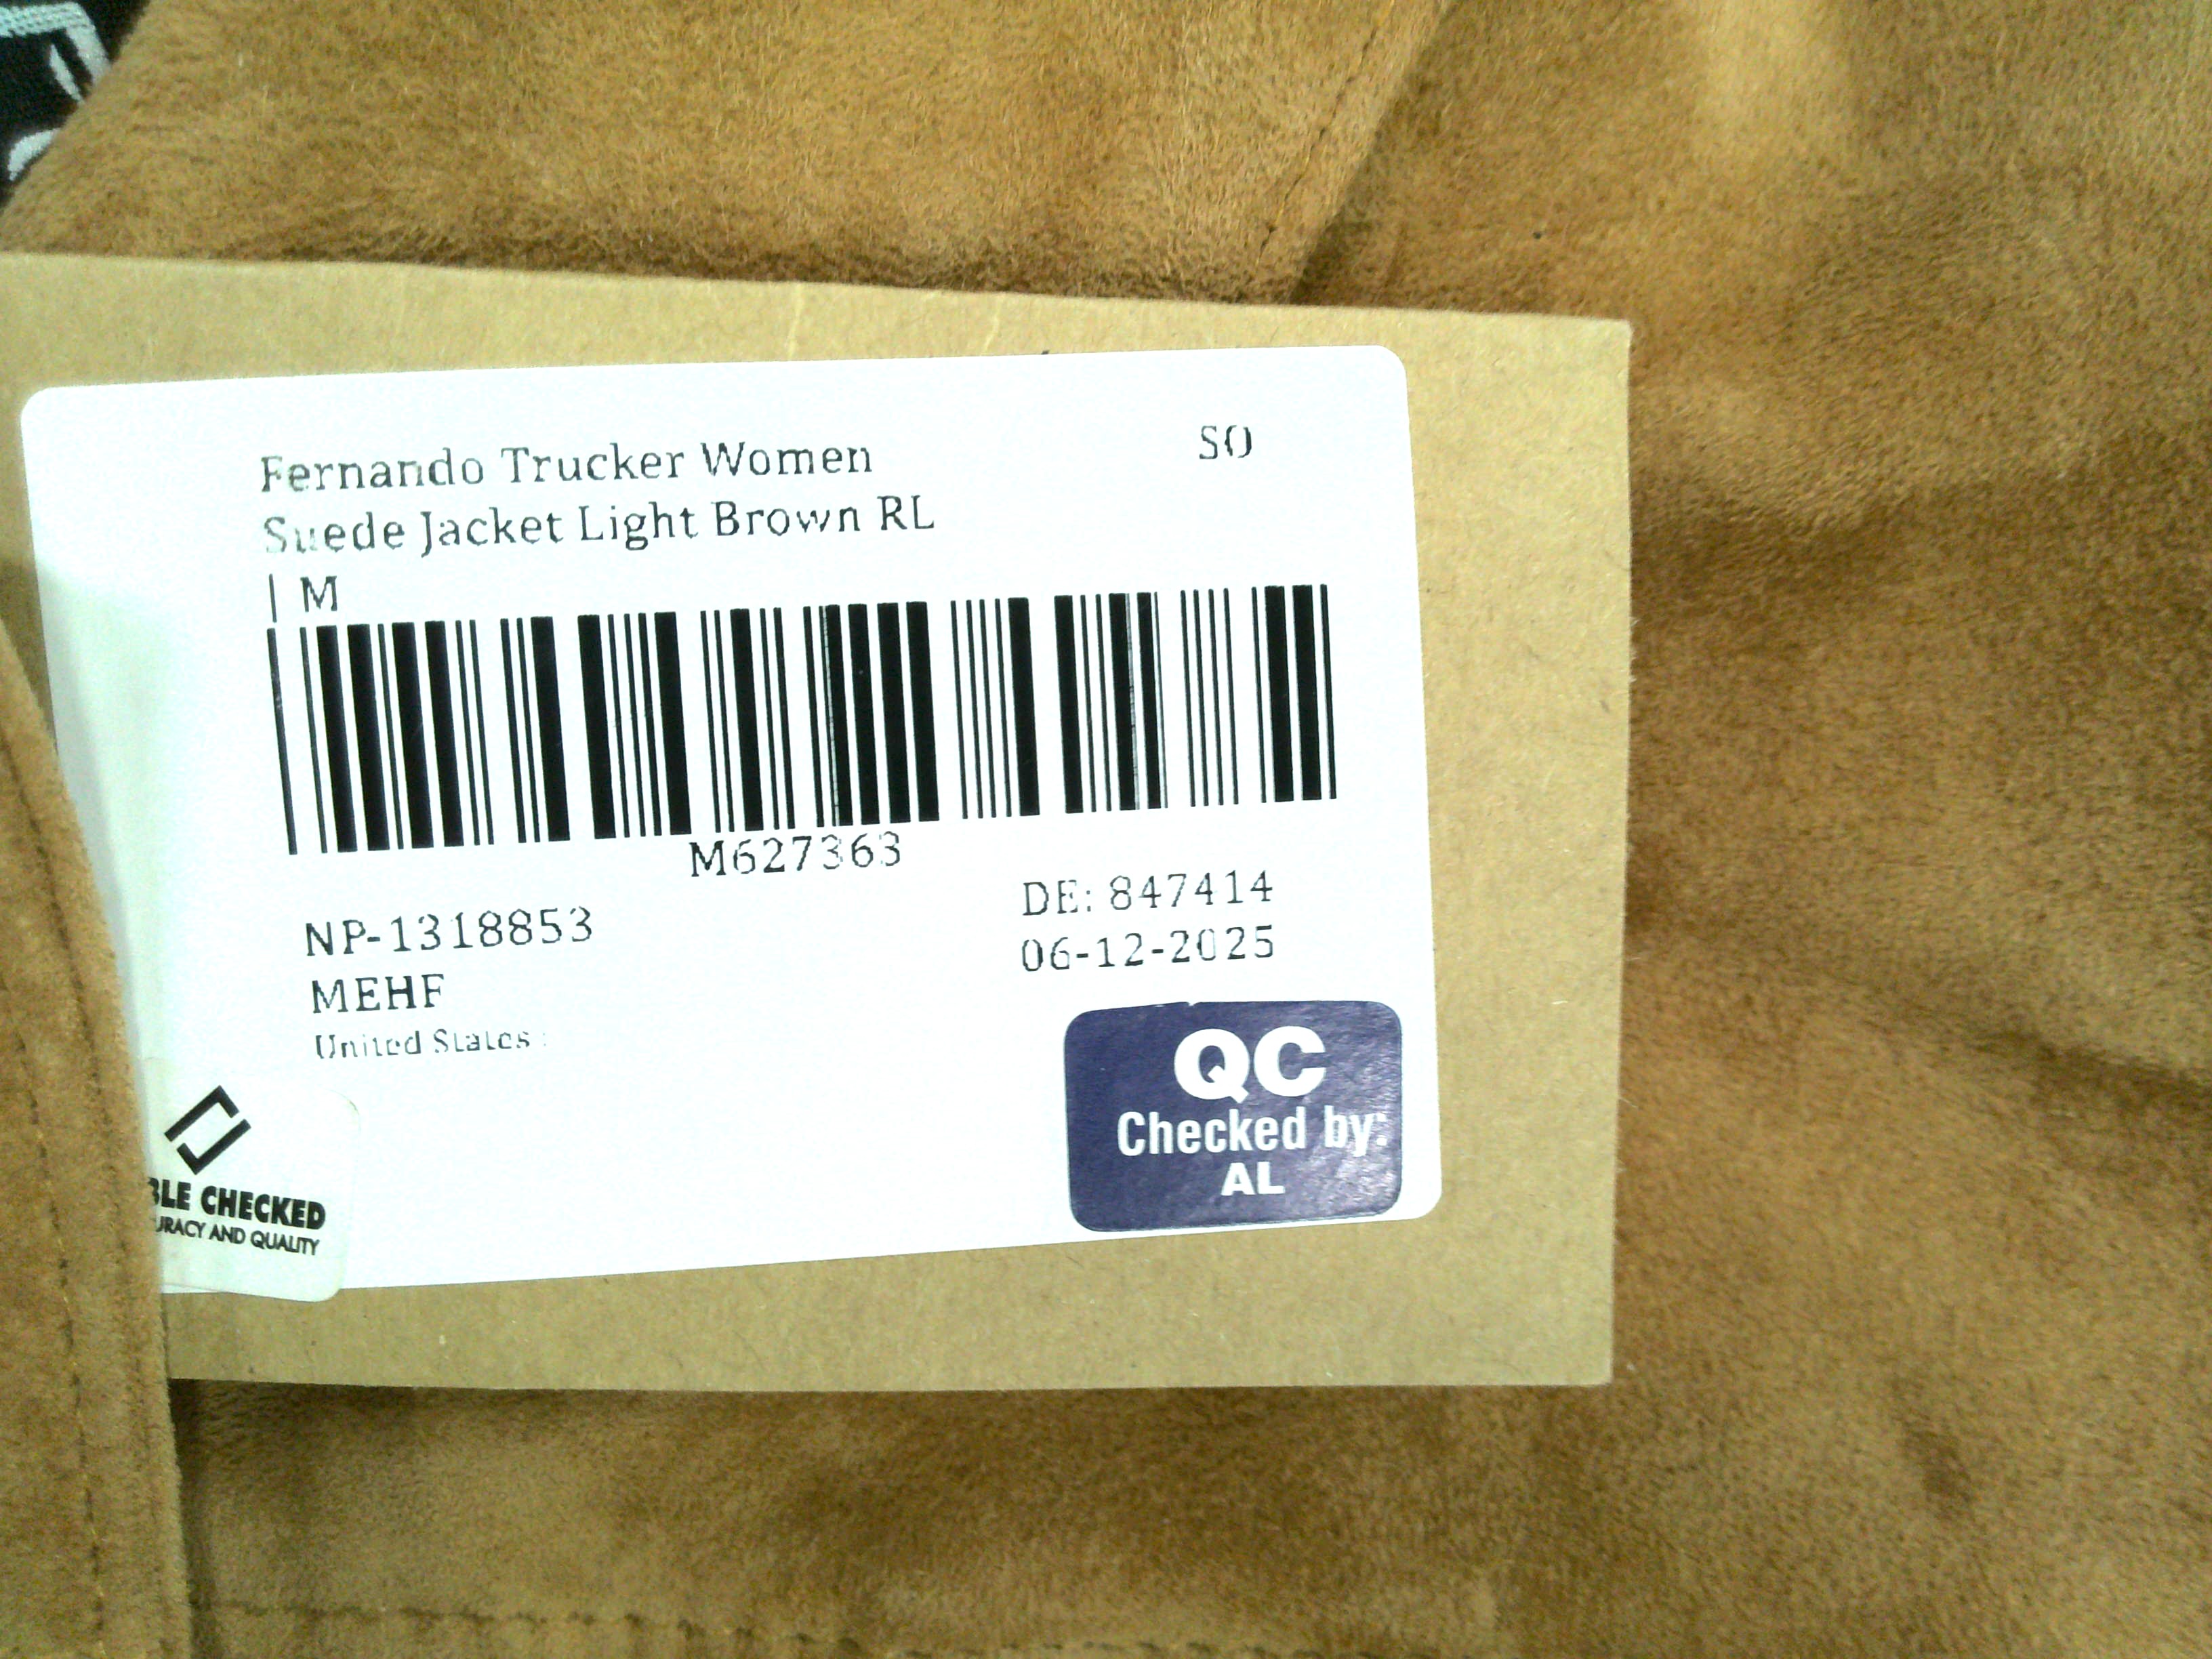 Fernando Trucker Women
SO
Suede Jacket Light Brown RL
| M
M627363
NP-1318853
DE: 847414
06-12-2025
MEHF
United States :
QC
Checked by:
AL
BLE CHECKED
URACY AND QUALITY